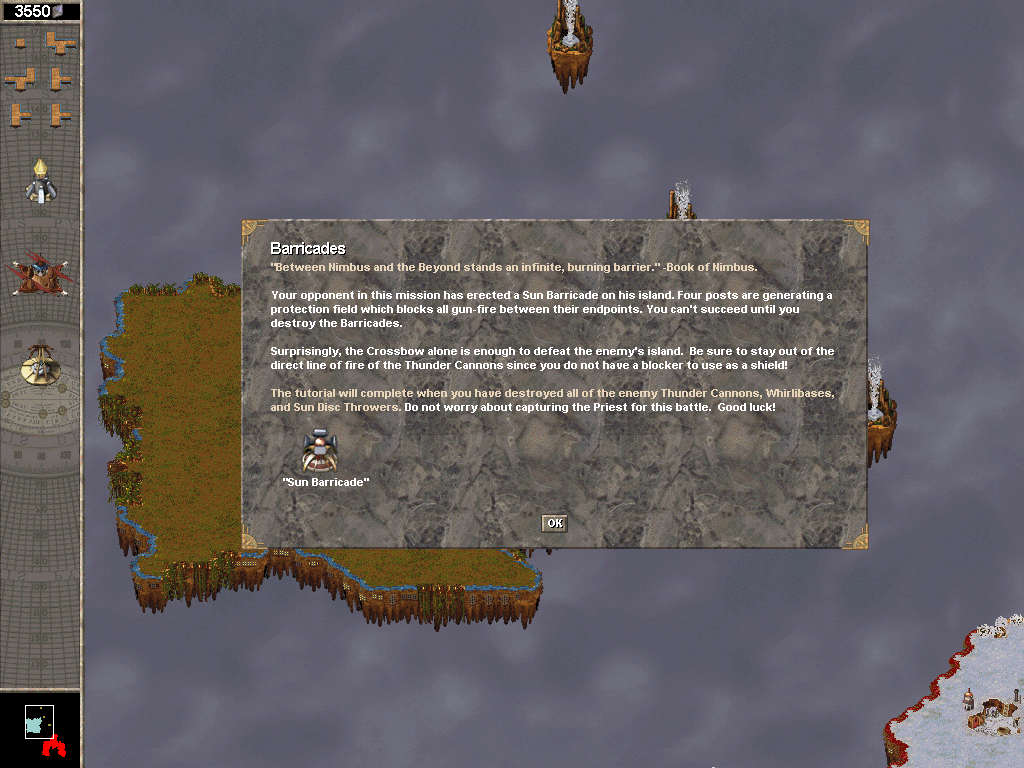 3550
Barricades
"Between Nimbus and the Beyond stands an infinite, burning barrier." -Book of Nimbus.
Your opponent in this mission has erected a Sun Barricade on his island. Four posts are generating a
protection field which blocks all gun-fire between their endpoints. You can't succeed until you
destroy the Barricades.
Surprisingly, the Crossbow alone is enough to defeat the enemy's island. Be sure to stay out of the
direct line of fire of the Thunder Cannons since you do not have a blocker to use as a shield!
The tutorial will complete when you have destroyed all of the enemy Thunder Cannons, Whirlibases,
and Sun Disc Throwers. Do not worry about capturing the Priest for this battle. Good luck!
"Sun Barricade"
OK